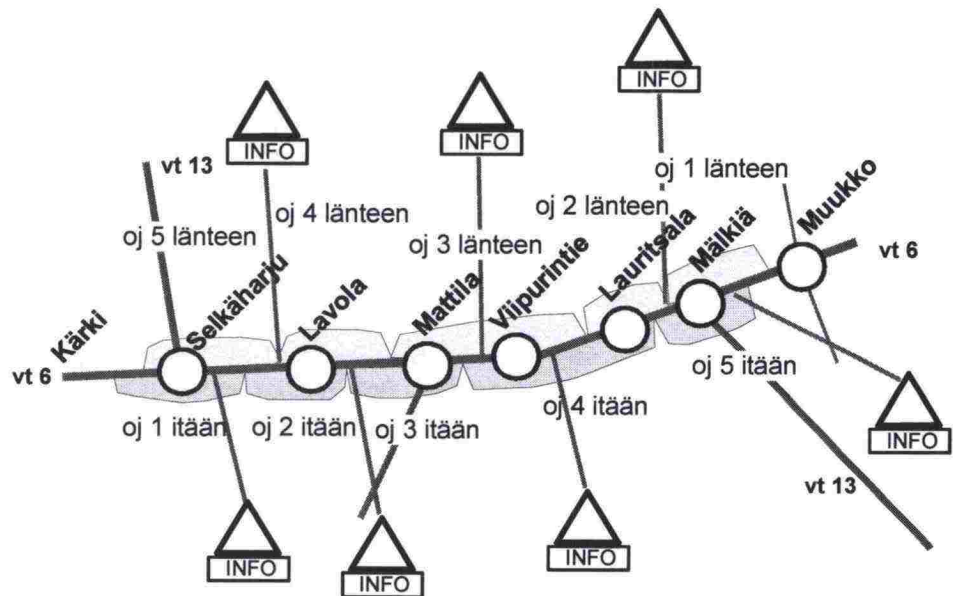 INFO
INFO
INFO
vt 13
oj 1 länteen
oj 4 länteen
oj 2 länteen
oj 5 länteen
oj 3 länteen
Kärki
Selkäharju
Lavola
Mattila
Viipurintie
Lauritsala
Mälkiä
Muukko
vt 6
vt 6
oj 1 itään
oj 2 itään
oj 3 itään
oj 4 itään
oj 5 itään
INFO
vt 13
INFO
INFO
INFO